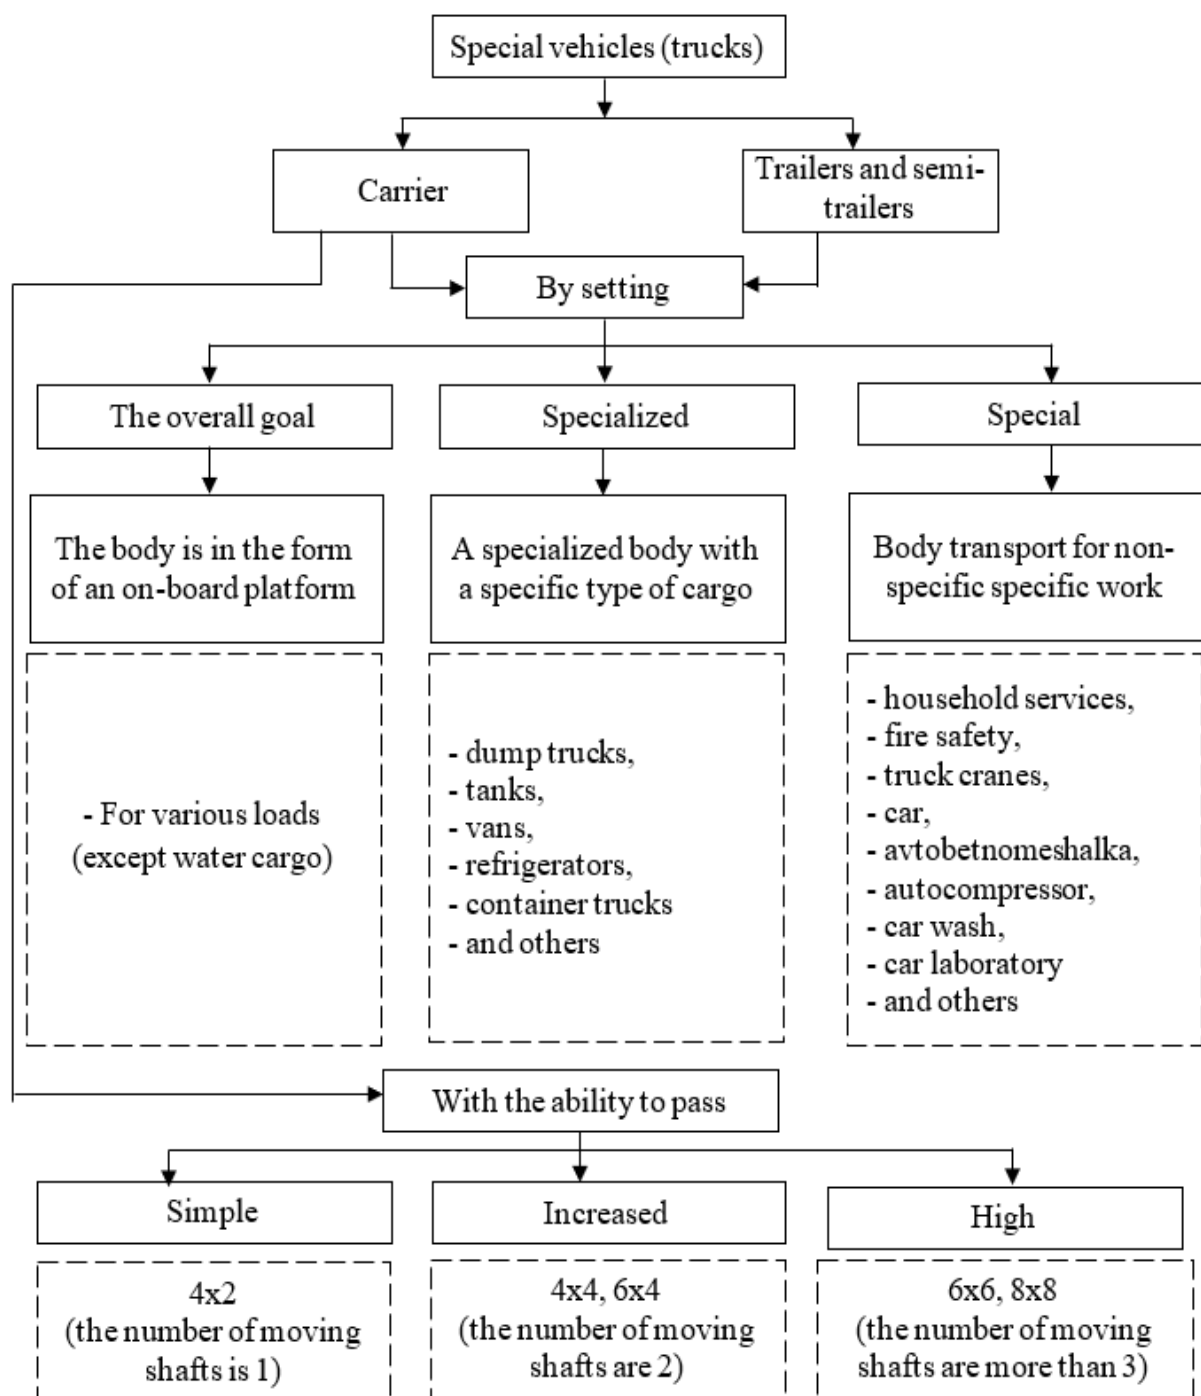 Special vehicles (trucks)
Carrier
Trailers and semi-
trailers
By setting
The overall goal
Specialized
Special
The body is in the form
of an on-board platform
A specialized body with
a specific type of cargo
Body transport for non-
specific specific work
- For various loads
(except water cargo)
- dump trucks,
- tanks,
- vans,
- refrigerators,
- container trucks
- and others
- household services,
- fire safety,
- truck cranes,
- car,
- avtobetnomeshalka,
- autocompressor,
- car wash,
- car laboratory
- and others
With the ability to pass
Simple
Increased
High
4x2
(the number of moving
shafts is 1)
4x4, 6x4
(the number of moving
shafts are 2)
6x6, 8x8
(the number of moving
shafts are more than 3)